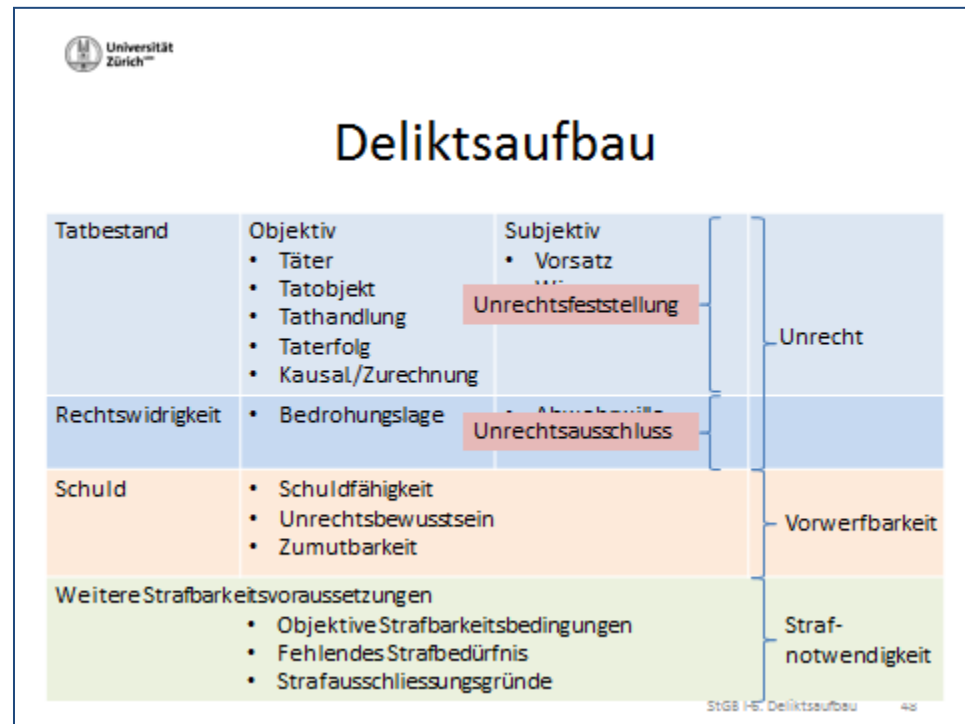 Universität
Zürich
Deliktsaufbau
Tatbestand
Objektiv
• Täter
• Tatobjekt
• Tathandlung
• Taterfolg
• Kausal./Zurechnung
Subjektiv
• Vorsatz
Unrechtsfeststellung
Unrecht
Rechtswidrigkeit
• Bedrohungslage
Unrechtsausschluss
Schuld
• Schuldfähigkeit
• Unrechtsbewusstsein
• Zumutbarkeit
Vorwerfbarkeit
Weitere Strafbarkeitsvoraussetzungen
• Objektive Strafbarkeitsbedingungen
• Fehlendes Strafbedürfnis
• Strafausschliessungsgründe
Straf-
notwendigkeit
StGB I-6. Deliktsaufbau 48